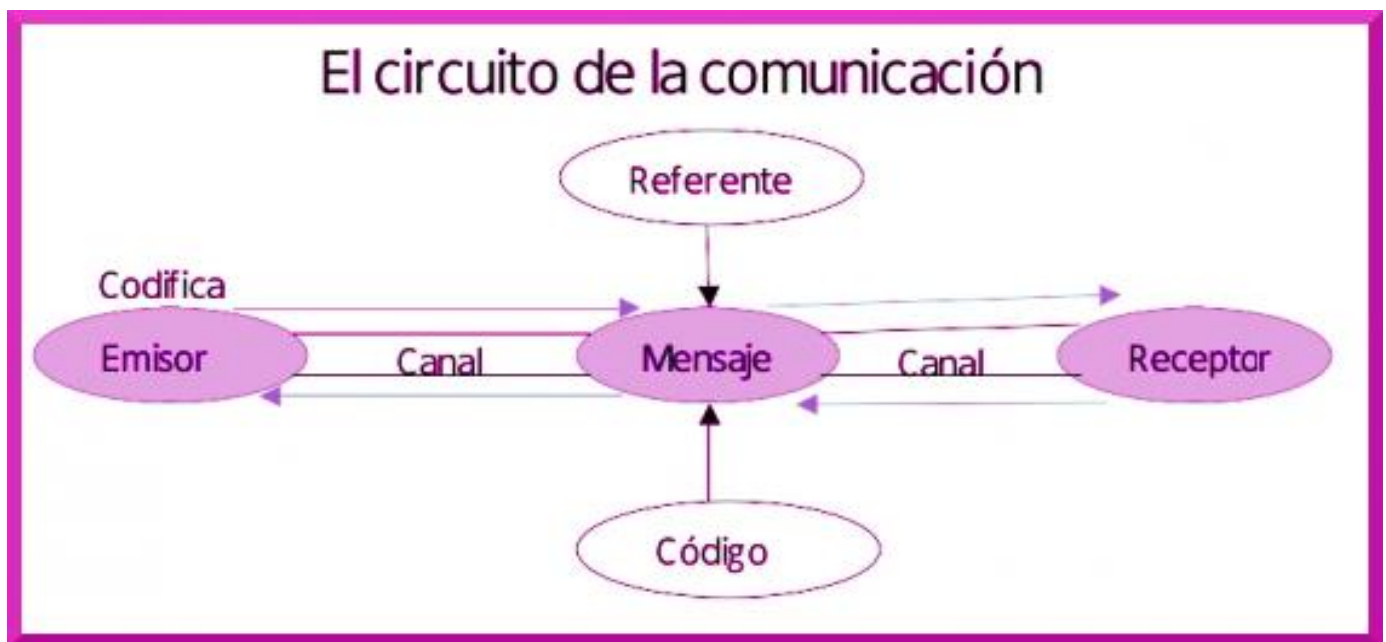 El circuito de la comunicación
Referente
Codifica
Emisor
Canal
Mensaje
Canal
Receptor
Código